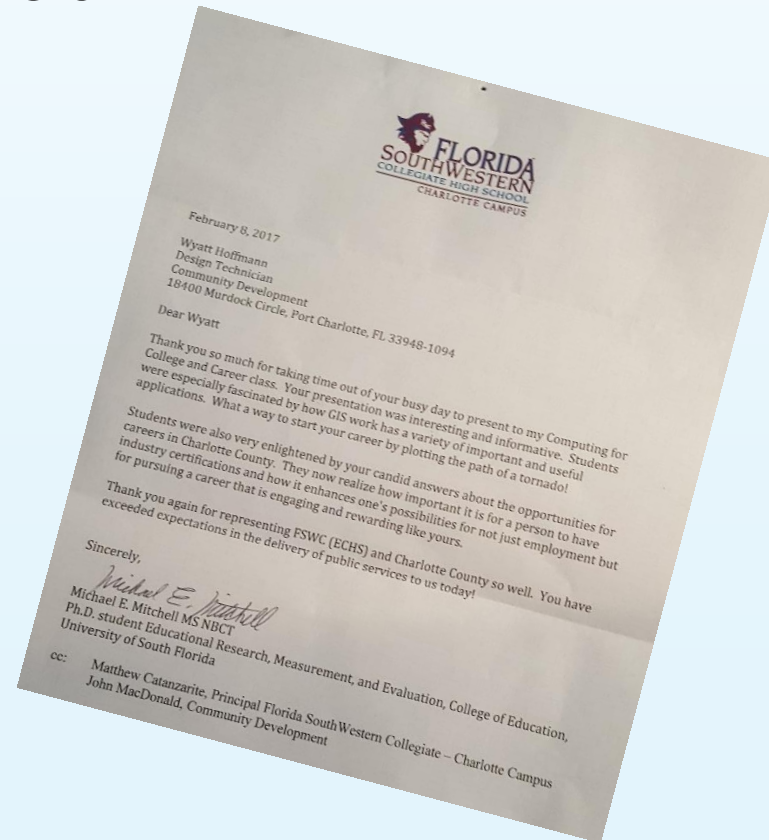 FLORIDA
SOUTHWESTERN
COLLEGIATE HIGH SCHOOL
CHARLOTTE CAMPUS
February 8, 2017
Wyatt Hoffmann
Design Technician
Community Development
18400 Murdock Circle, Port Charlotte, FL 33948-1094
Dear Wyatt
Thank you so much for taking time out of your busy day to present to my Computing for
College and Career class. Your presentation was interesting and informative. Students
were especially fascinated by how GIS work has a variety of important and useful
applications. What a way to start your career by plotting the path of a tornado!
Students were also very enlightened by your candid answers about the opportunities for
careers in Charlotte County. They now realize how important it is for a person to have
industry certifications and how it enhances one's possibilities for not just employment but
for pursuing a career that is engaging and rewarding like yours.
Thank you again for representing FSWC (ECHS) and Charlotte County so well. You have
exceeded expectations in the delivery of public services to us today!
Sincerely,
Michael E. Mitchell
Michael E. Mitchell MS NBCT
Ph.D. student Educational Research, Measurement, and Evaluation, College of Education,
University of South Florida
cc: Matthew Catanzarite, Principal Florida SouthWestern Collegiate – Charlotte Campus
John MacDonald, Community Development